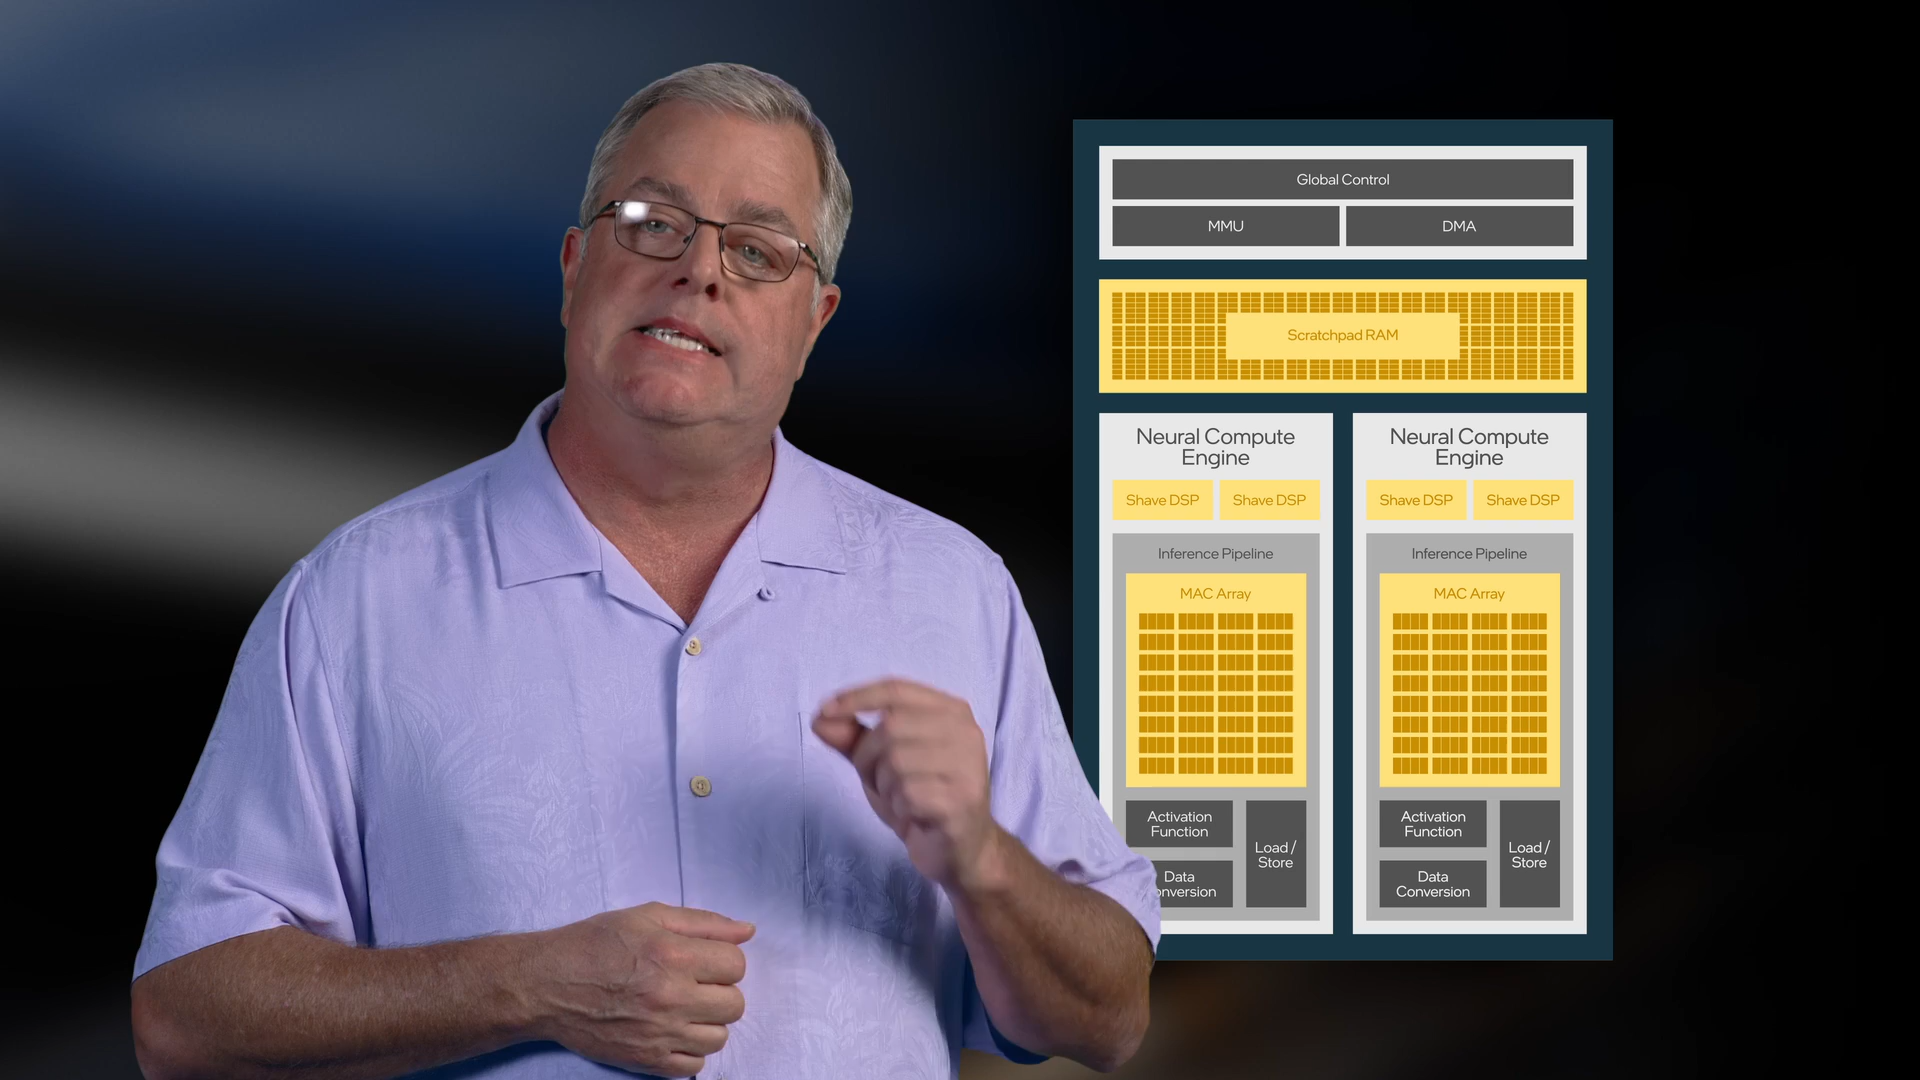 Global Control
MMU
DMA
Scratchpad RAM
Neural Compute
Engine
Shave DSP
Shave DSP
Inference Pipeline
MAC Array
Activation
Function
Load /
Store
Data
onversion
Neural Compute
Engine
Shave DSP
Shave DSP
Inference Pipeline
MAC Array
Activation
Function
Load /
Store
Data
Conversion